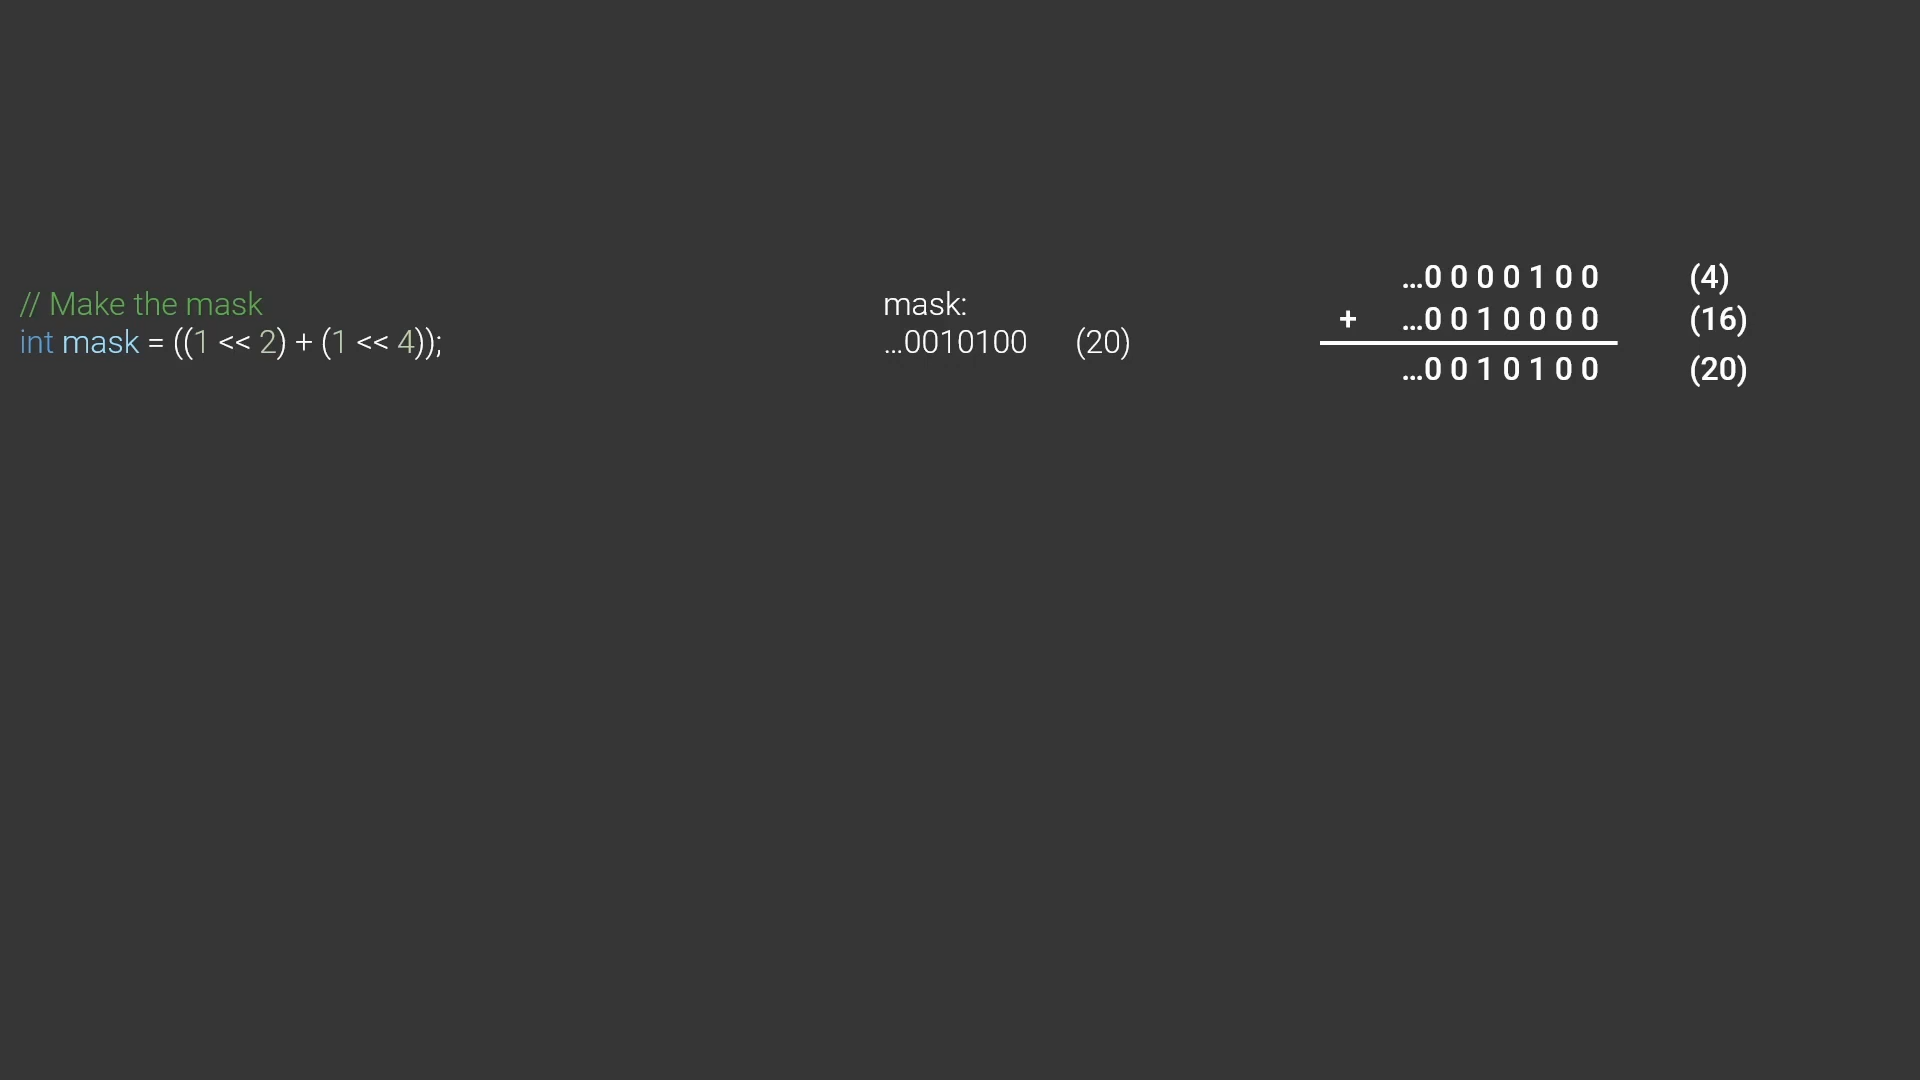 // Make the mask
int mask = ((1 << 2) + (1 << 4));
mask:
...0010100 (20)
...0 0 0 0 1 0 0 (4)
+ ...0 0 1 0 0 0 0 (16)
...0 0 1 0 1 0 0 (20)